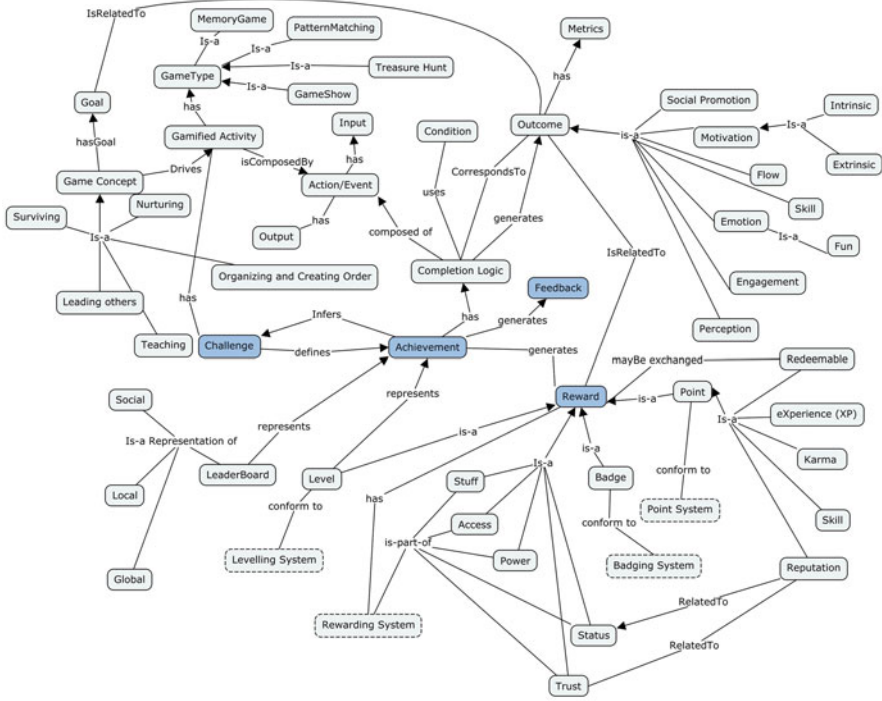 IsRelatedTo
MemoryGame
PatternMatching
Metrics
Is-a
Is-a
Is-a
Treasure Hunt
GameType
has
Is-a
GameShow
Goal
has
Input
Condition
Outcome
Social Promotion
Intrinsic
Gamified Activity
is-a
Motivation
Is-a
hasGoal
isComposedBy
has
CorrespondsTo
Extrinsic
Drives
uses
Flow
Game Concept
Action/Event
Nurturing
has
generates
Skill
Surviving
Emotion
Is-a
Output
composed of
Is-a
Fun
IsRelatedTo
Organizing and Creating Order
Completion Logic
Engagement
Leading others
Feedback
has
Infers
has
generates
Perception
Teaching
Challenge
defines
Achievement
generates
mayBe exchanged
Redeemable
represents
Reward
is-a
Point
Social
eXperience (XP)
Is-a
represents
is-a
Is-a Representation of
is-a
Karma
Is-a
LeaderBoard
Level
Stuff
Badge
conform to
Local
has
conform to
Point System
Access
Skill
conform to
is-part-of
Levelling System
Power
Badging System
Reputation
Global
RelatedTo
Rewarding System
Status
RelatedTo
Trust